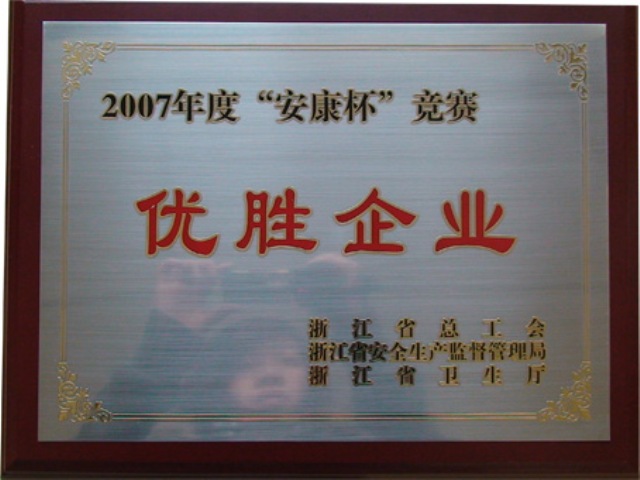 2007年度“安康杯”竞赛
优胜企业
浙江省总工会
浙江省安全生产监督管理局
浙江省卫生厅